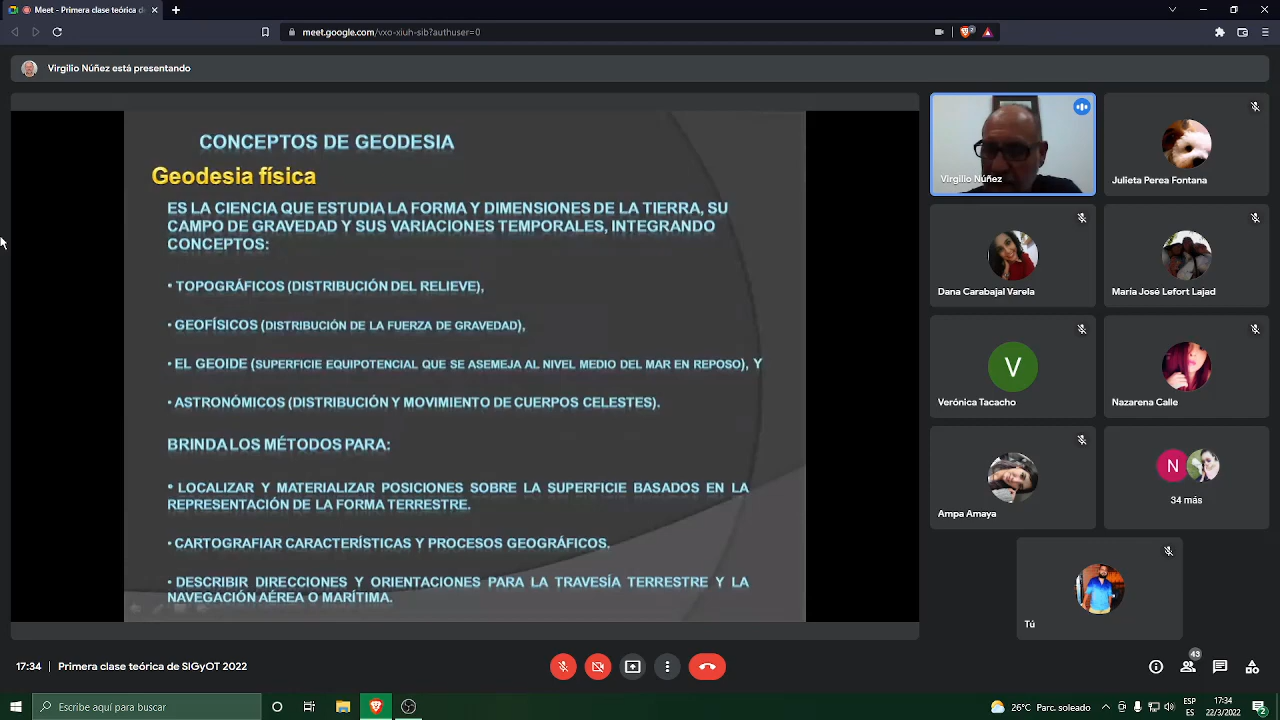 Meet - Primera clase teórica de
meet.google.com/vxo-xiuh-sib?authuser=0
2
Virgilio Núñez está presentando
CONCEPTOS DE GEODESIA
Geodesia física
ES LA CIENCIA QUE ESTUDIA LA FORMA Y DIMENSIONES DE LA TIERRA, SU
CAMPO DE GRAVEDAD Y SUS VARIACIONES TEMPORALES, INTEGRANDO
CONCEPTOS:
• TOPOGRÁFICOS (DISTRIBUCIÓN DEL RELIEVE),
• GEOFÍSICOS (DISTRIBUCIÓN DE LA FUERZA DE GRAVEDAD),
• EL GEOIDE (SUPERFICIE EQUIPOTENCIAL QUE SE ASEMEJA AL NIVEL MEDIO DEL MAR EN REPOSO), Y
• ASTRONÓMICOS (DISTRIBUCIÓN Y MOVIMIENTO DE CUERPOS CELESTES).
BRINDA LOS MÉTODOS PARA:
• LOCALIZAR Y MATERIALIZAR POSICIONES SOBRE LA SUPERFICIE BASADOS EN LA
REPRESENTACIÓN DE LA FORMA TERRESTRE.
• CARTOGRAFIAR CARACTERÍSTICAS Y PROCESOS GEOGRÁFICOS.
• DESCRIBIR DIRECCIONES Y ORIENTACIONES PARA LA TRAVESÍA TERRESTRE Y LA
NAVEGACIÓN AÉREA O MARÍTIMA.
Virgilio Núñez
Julieta Perea Fontana
Dana Carabajal Varela
María José Lefort Lajad
V
Verónica Tacacho
Nazarena Calle
Ampa Amaya
N
34 más
Tú
17:34 | Primera clase teórica de SIGyOT 2022
43
Escribe aquí para buscar
26°C Parc. soleado
ESP
ES
17:34
22/3/2022
2